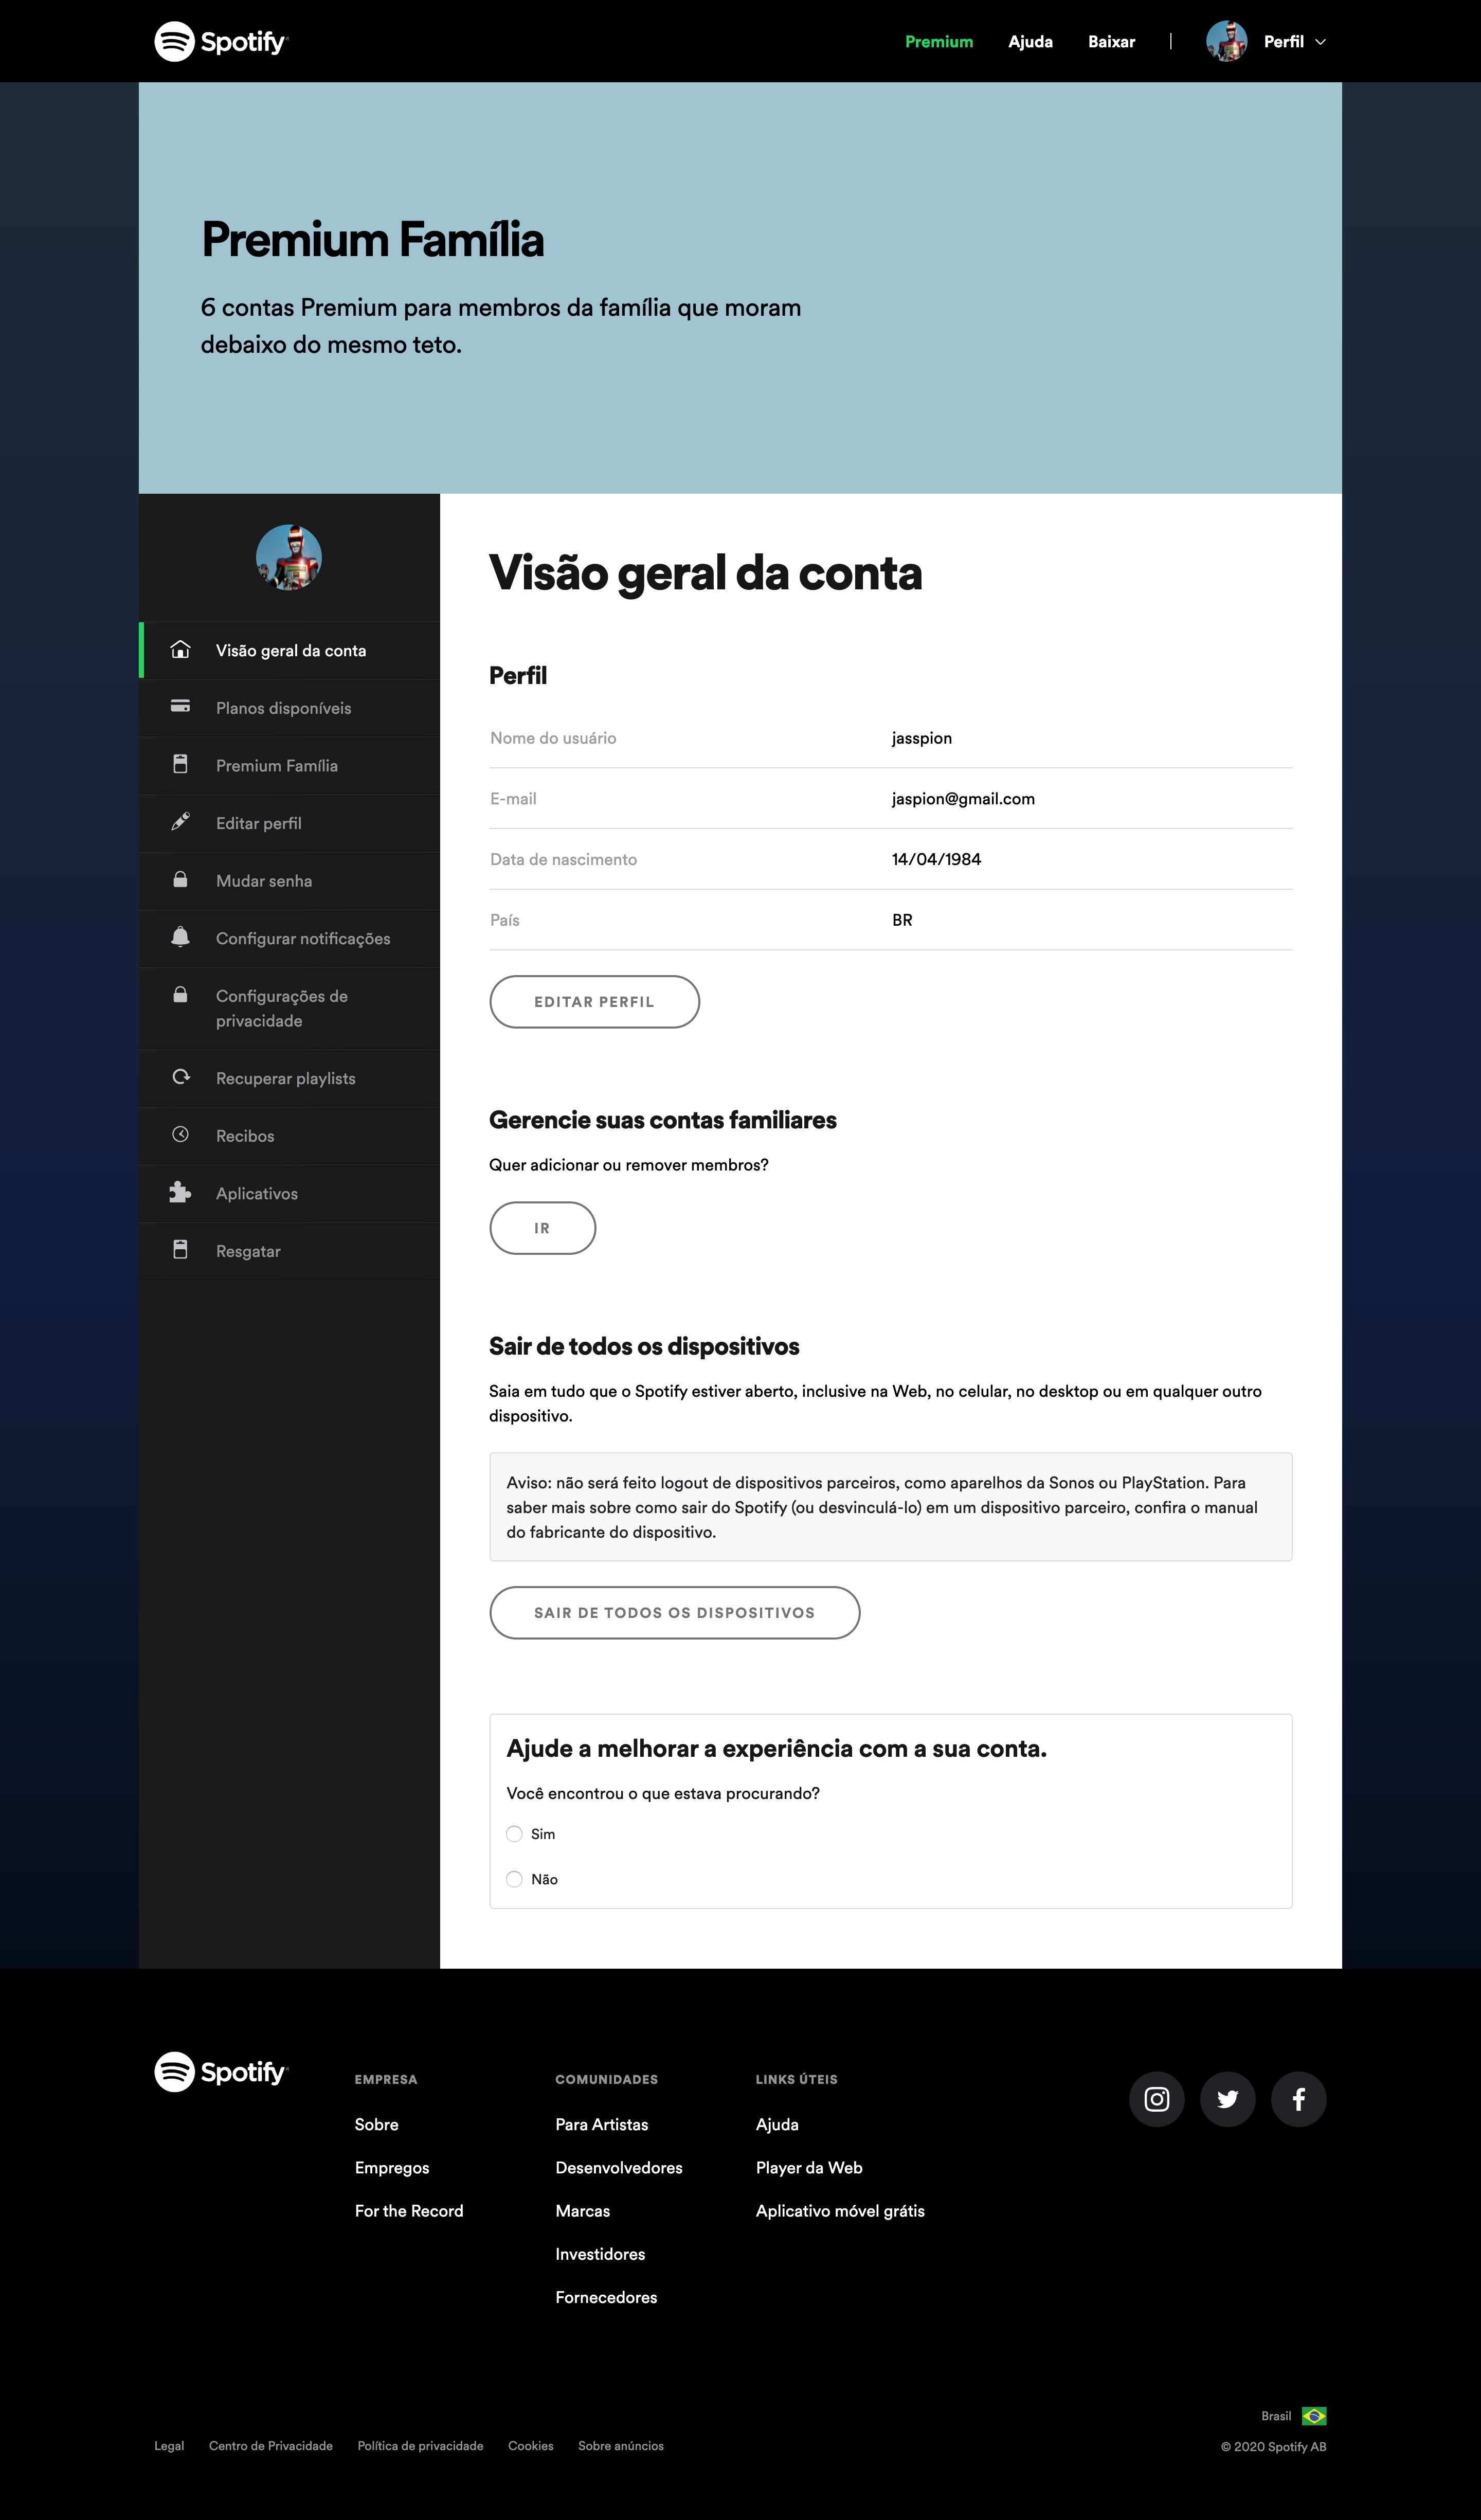 Spotify
Premium
Ajuda
Baixar
Perfil
Premium Família
6 contas Premium para membros da família que moram
debaixo do mesmo teto.
Visão geral da conta
Planos disponíveis
Premium Família
Editar perfil
Mudar senha
Configurar notificações
Configurações de
privacidade
Recuperar playlists
Recibos
Aplicativos
Resgatar
Visão geral da conta
Perfil
Nome do usuário
jasspion
E-mail
jaspion@gmail.com
Data de nascimento
14/04/1984
País
BR
EDITAR PERFIL
Gerencie suas contas familiares
Quer adicionar ou remover membros?
IR
Sair de todos os dispositivos
Saia em tudo que o Spotify estiver aberto, inclusive na Web, no celular, no desktop ou em qualquer outro
dispositivo.
Aviso: não será feito logout de dispositivos parceiros, como aparelhos da Sonos ou PlayStation. Para
saber mais sobre como sair do Spotify (ou desvinculá-lo) em um dispositivo parceiro, confira o manual
do fabricante do dispositivo.
SAIR DE TODOS OS DISPOSITIVOS
Ajude a melhorar a experiência com a sua conta.
Você encontrou o que estava procurando?
Sim
Não
Spotify
EMPRESA
Sobre
Empregos
For the Record
COMUNIDADES
Para Artistas
Desenvolvedores
Marcas
Investidores
Fornecedores
LINKS ÚTEIS
Ajuda
Player da Web
Aplicativo móvel grátis
Brasil
Legal
Centro de Privacidade
Política de privacidade
Cookies
Sobre anúncios
© 2020 Spotify AB